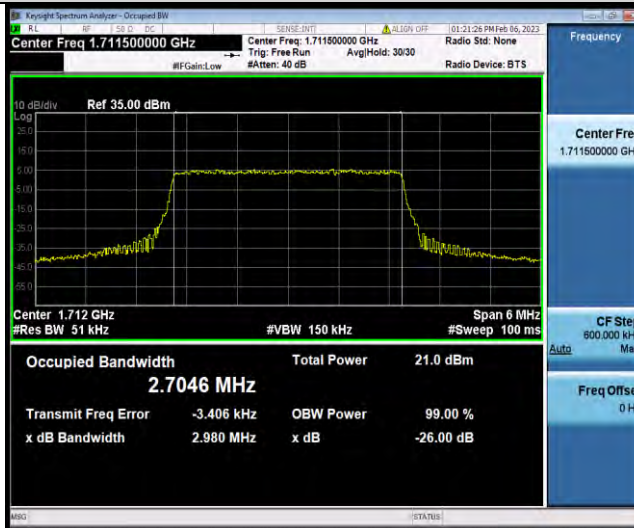 Keysight Spectrum Analyzer - Occupied BW
RL RF 50 Ω DC SENSE:INT ALIGN OFF 01:21:26 PM Feb 06, 2023
Center Freq 1.711500000 GHz
Center Freq: 1.711500000 GHz
Radio Std: None
Trig: Free Run Avg|Hold: 30/30
#IFGain:Low #Atten: 40 dB Radio Device: BTS
Frequency
10 dB/div Ref 35.00 dBm
Log
25.0
15.0
5.00
-5.00
-15.0
-25.0
-35.0
-45.0
-55.0
Center Fre
1.711500000 GH
Center 1.712 GHz Span 6 MHz
#Res BW 51 kHz #VBW 150 kHz #Sweep 100 ms
CF Ste
600.000 kH
Auto Ma
Occupied Bandwidth Total Power 21.0 dBm
2.7046 MHz
Transmit Freq Error -3.406 kHz OBW Power 99.00 %
x dB Bandwidth 2.980 MHz x dB -26.00 dB
Freq Offse
0 H
MSG STATUS